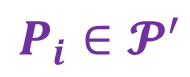 𝑷ᵢ ∈ 𝓟′